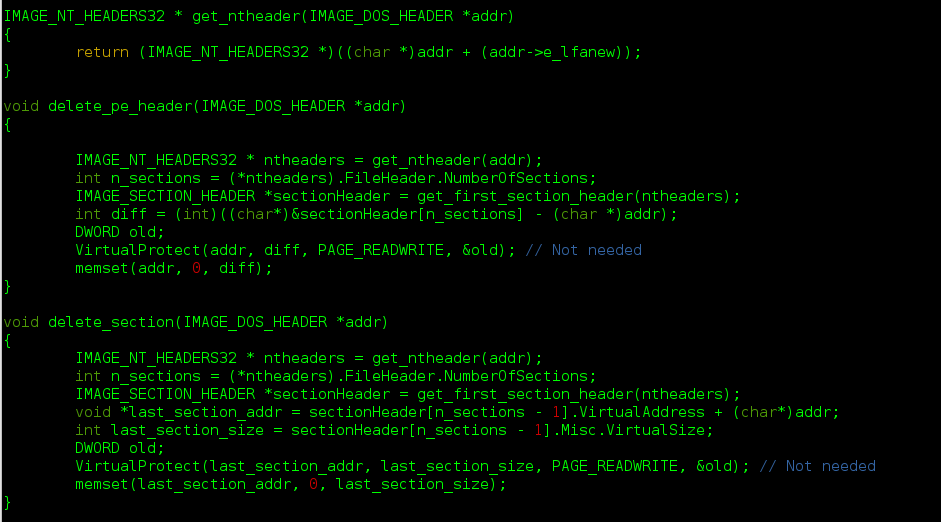 IMAGE_NT_HEADERS32 * get_ntheader(IMAGE_DOS_HEADER *addr)
{
        return (IMAGE_NT_HEADERS32 *)((char *)addr + (addr->e_lfanew));
}

void delete_pe_header(IMAGE_DOS_HEADER *addr)
{

        IMAGE_NT_HEADERS32 * ntheaders = get_ntheader(addr);
        int n_sections = (*ntheaders).FileHeader.NumberOfSections;
        IMAGE_SECTION_HEADER *sectionHeader = get_first_section_header(ntheaders);
        int diff = (int)((char*)&sectionHeader[n_sections] - (char *)addr);
        DWORD old;
        VirtualProtect(addr, diff, PAGE_READWRITE, &old); // Not needed
        memset(addr, 0, diff);
}

void delete_section(IMAGE_DOS_HEADER *addr)
{
        IMAGE_NT_HEADERS32 * ntheaders = get_ntheader(addr);
        int n_sections = (*ntheaders).FileHeader.NumberOfSections;
        IMAGE_SECTION_HEADER *sectionHeader = get_first_section_header(ntheaders);
        void *last_section_addr = sectionHeader[n_sections - 1].VirtualAddress + (char*)addr;
        int last_section_size = sectionHeader[n_sections - 1].Misc.VirtualSize;
        DWORD old;
        VirtualProtect(last_section_addr, last_section_size, PAGE_READWRITE, &old); // Not needed
        memset(last_section_addr, 0, last_section_size);
}